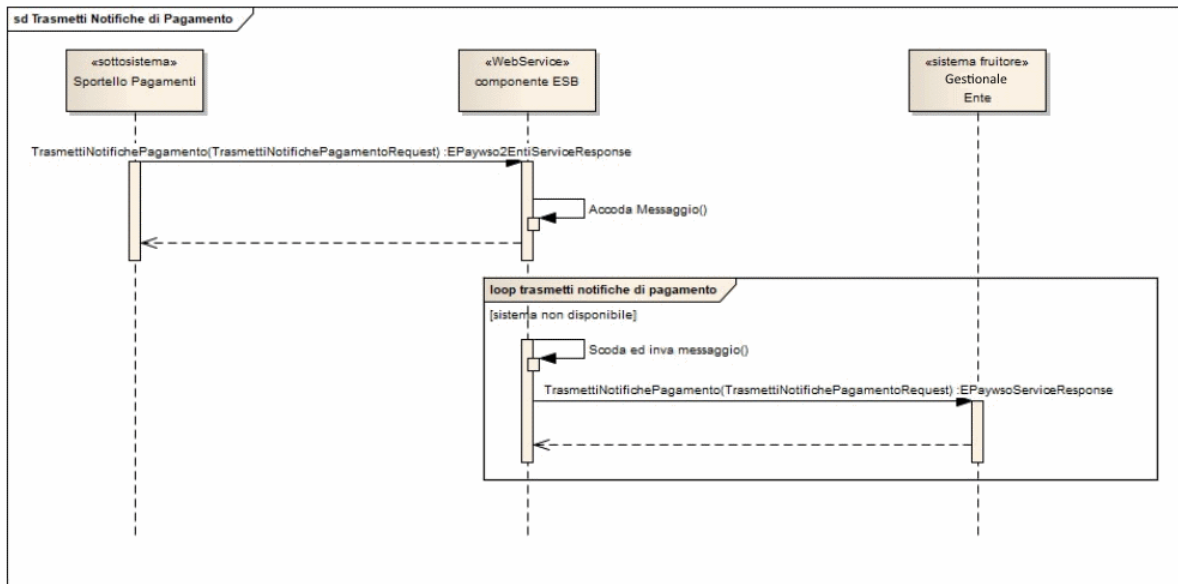 sd Trasmetti Notifiche di Pagamento
«sottosistema»
Sportello Pagamenti
«WebService»
componente ESB
«sistema fruitore»
Gestionale
Ente
TrasmettiNotifichePagamento(TrasmettiNotifichePagamentoRequest) :EPaywso2EntiServiceResponse
Accoda Messaggio()
loop trasmetti notifiche di pagamento
[sistema non disponibile]
Scoda ed inva messaggio()
TrasmettiNotifichePagamento(TrasmettiNotifichePagamentoRequest) :EPaywsoServiceResponse